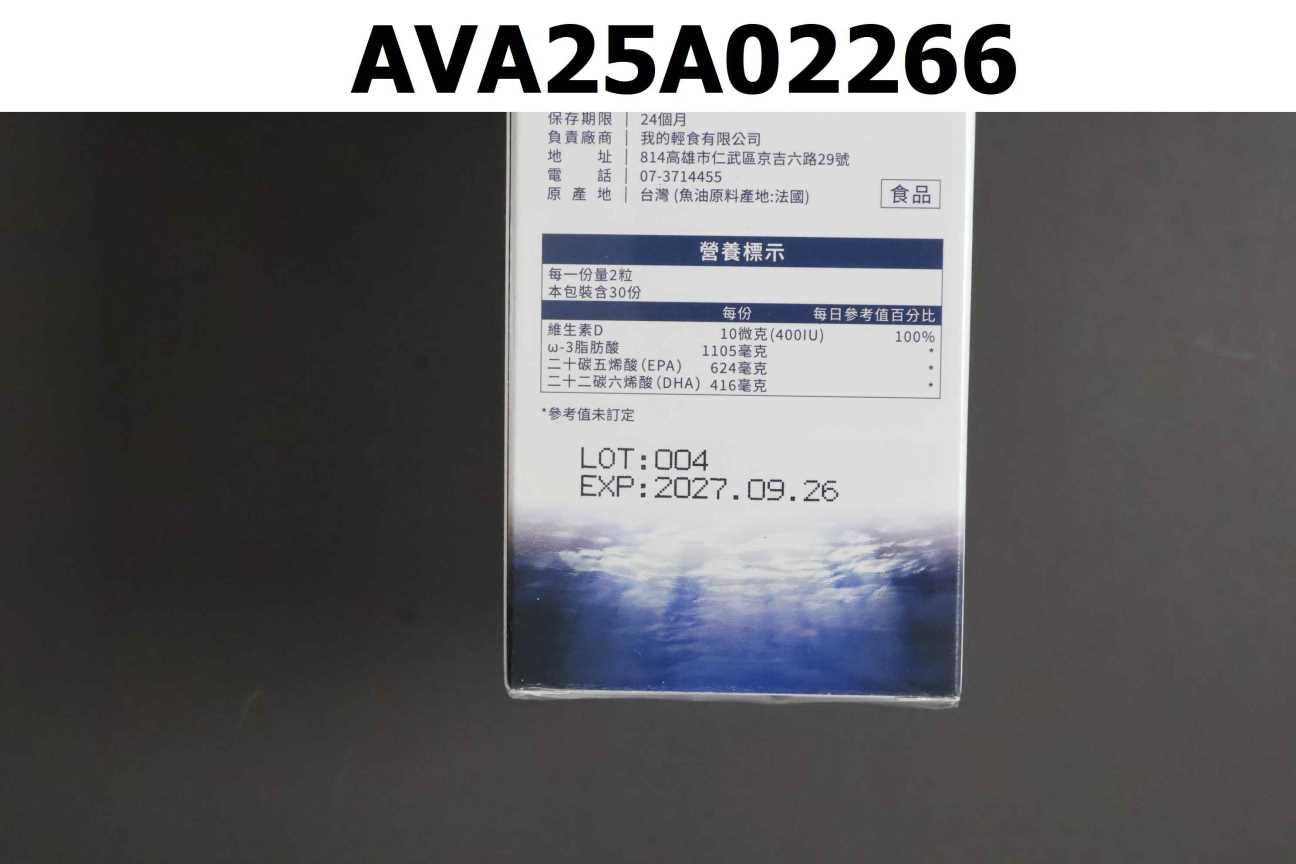 AVA25A02266
保存期限 | 24個月
負責廠商 | 我的輕食有限公司
地址 | 814高雄市仁武區京吉六路29號
電話 | 07-3714455
原產地 | 台灣 (魚油原料產地:法國)
食品
營養標示
每一份量2粒
本包裝含30份
每份 每日參考值百分比
維生素D 10微克(400IU) 100%
ω-3脂肪酸 1105毫克 *
二十碳五烯酸(EPA) 624毫克 *
二十二碳六烯酸(DHA) 416毫克 *
*參考值未訂定
LOT:004
EXP:2027.09.26